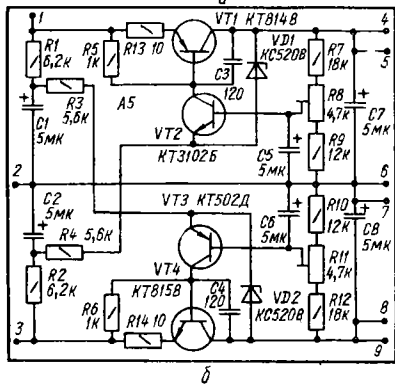 1
R1
6,2к
R5
1к
R13 10
VT1 КТ814В
VD1
КС520В
4
5
R7
18к
R3
5,6к
C3
120
R8
4,7к
C1
5мк
A5
VT2
КТ3102Б
C5
5мк
R9
12к
C7
5мк
2
6
C2
5мк
VT3 КТ502Д
C6
5мк
R10
12к
7
C8
5мк
R4 5,6к
VT4
КТ815В
R11
4,7к
R2
6,2к
R6
1к
C4
120
VD2
КС520В
R12
18к
8
3
R14 10
9
б